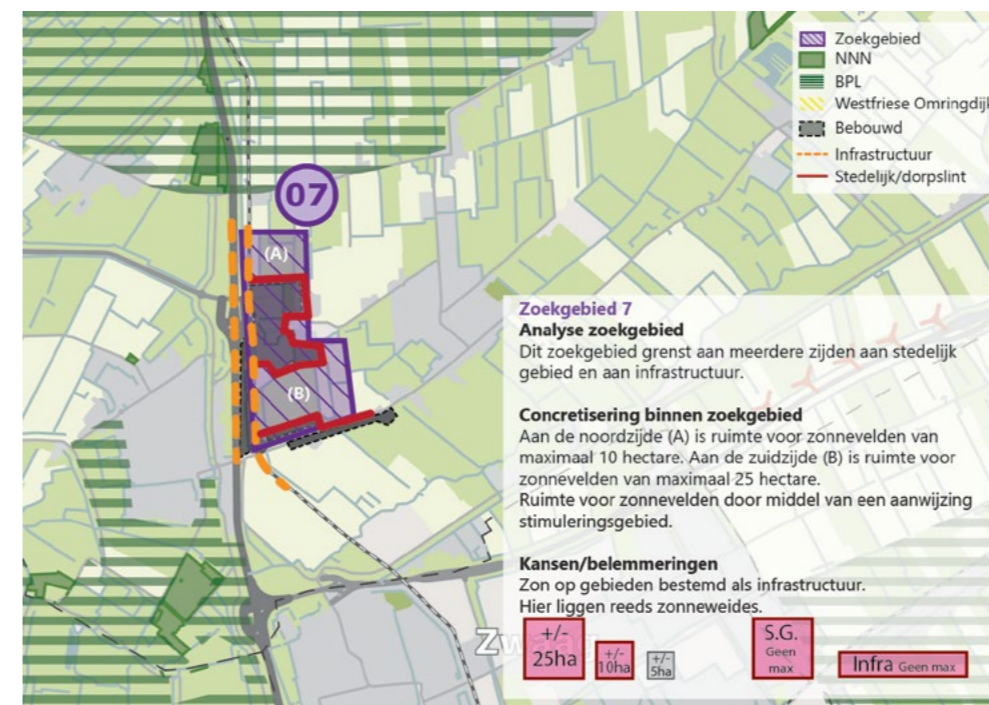 Zoekgebied
NNN
BPL
Westfriese Omringdijk
Bebouwd
Infrastructuur
Stedelijk/dorpslint
07
(A)
(B)
Zoekgebied 7
Analyse zoekgebied
Dit zoekgebied grenst aan meerdere zijden aan stedelijk
gebied en aan infrastructuur.
Concretisering binnen zoekgebied
Aan de noordzijde (A) is ruimte voor zonnevelden van
maximaal 10 hectare. Aan de zuidzijde (B) is ruimte voor
zonnevelden van maximaal 25 hectare.
Ruimte voor zonnevelden door middel van een aanwijzing
stimuleringsgebied.
Kansen/belemmeringen
Zon op gebieden bestemd als infrastructuur.
Hier liggen reeds zonneweides.
Zwaag
+/-
25ha
+/-
10ha
+/-
5ha
S.G.
Geen
max
Infra Geen max